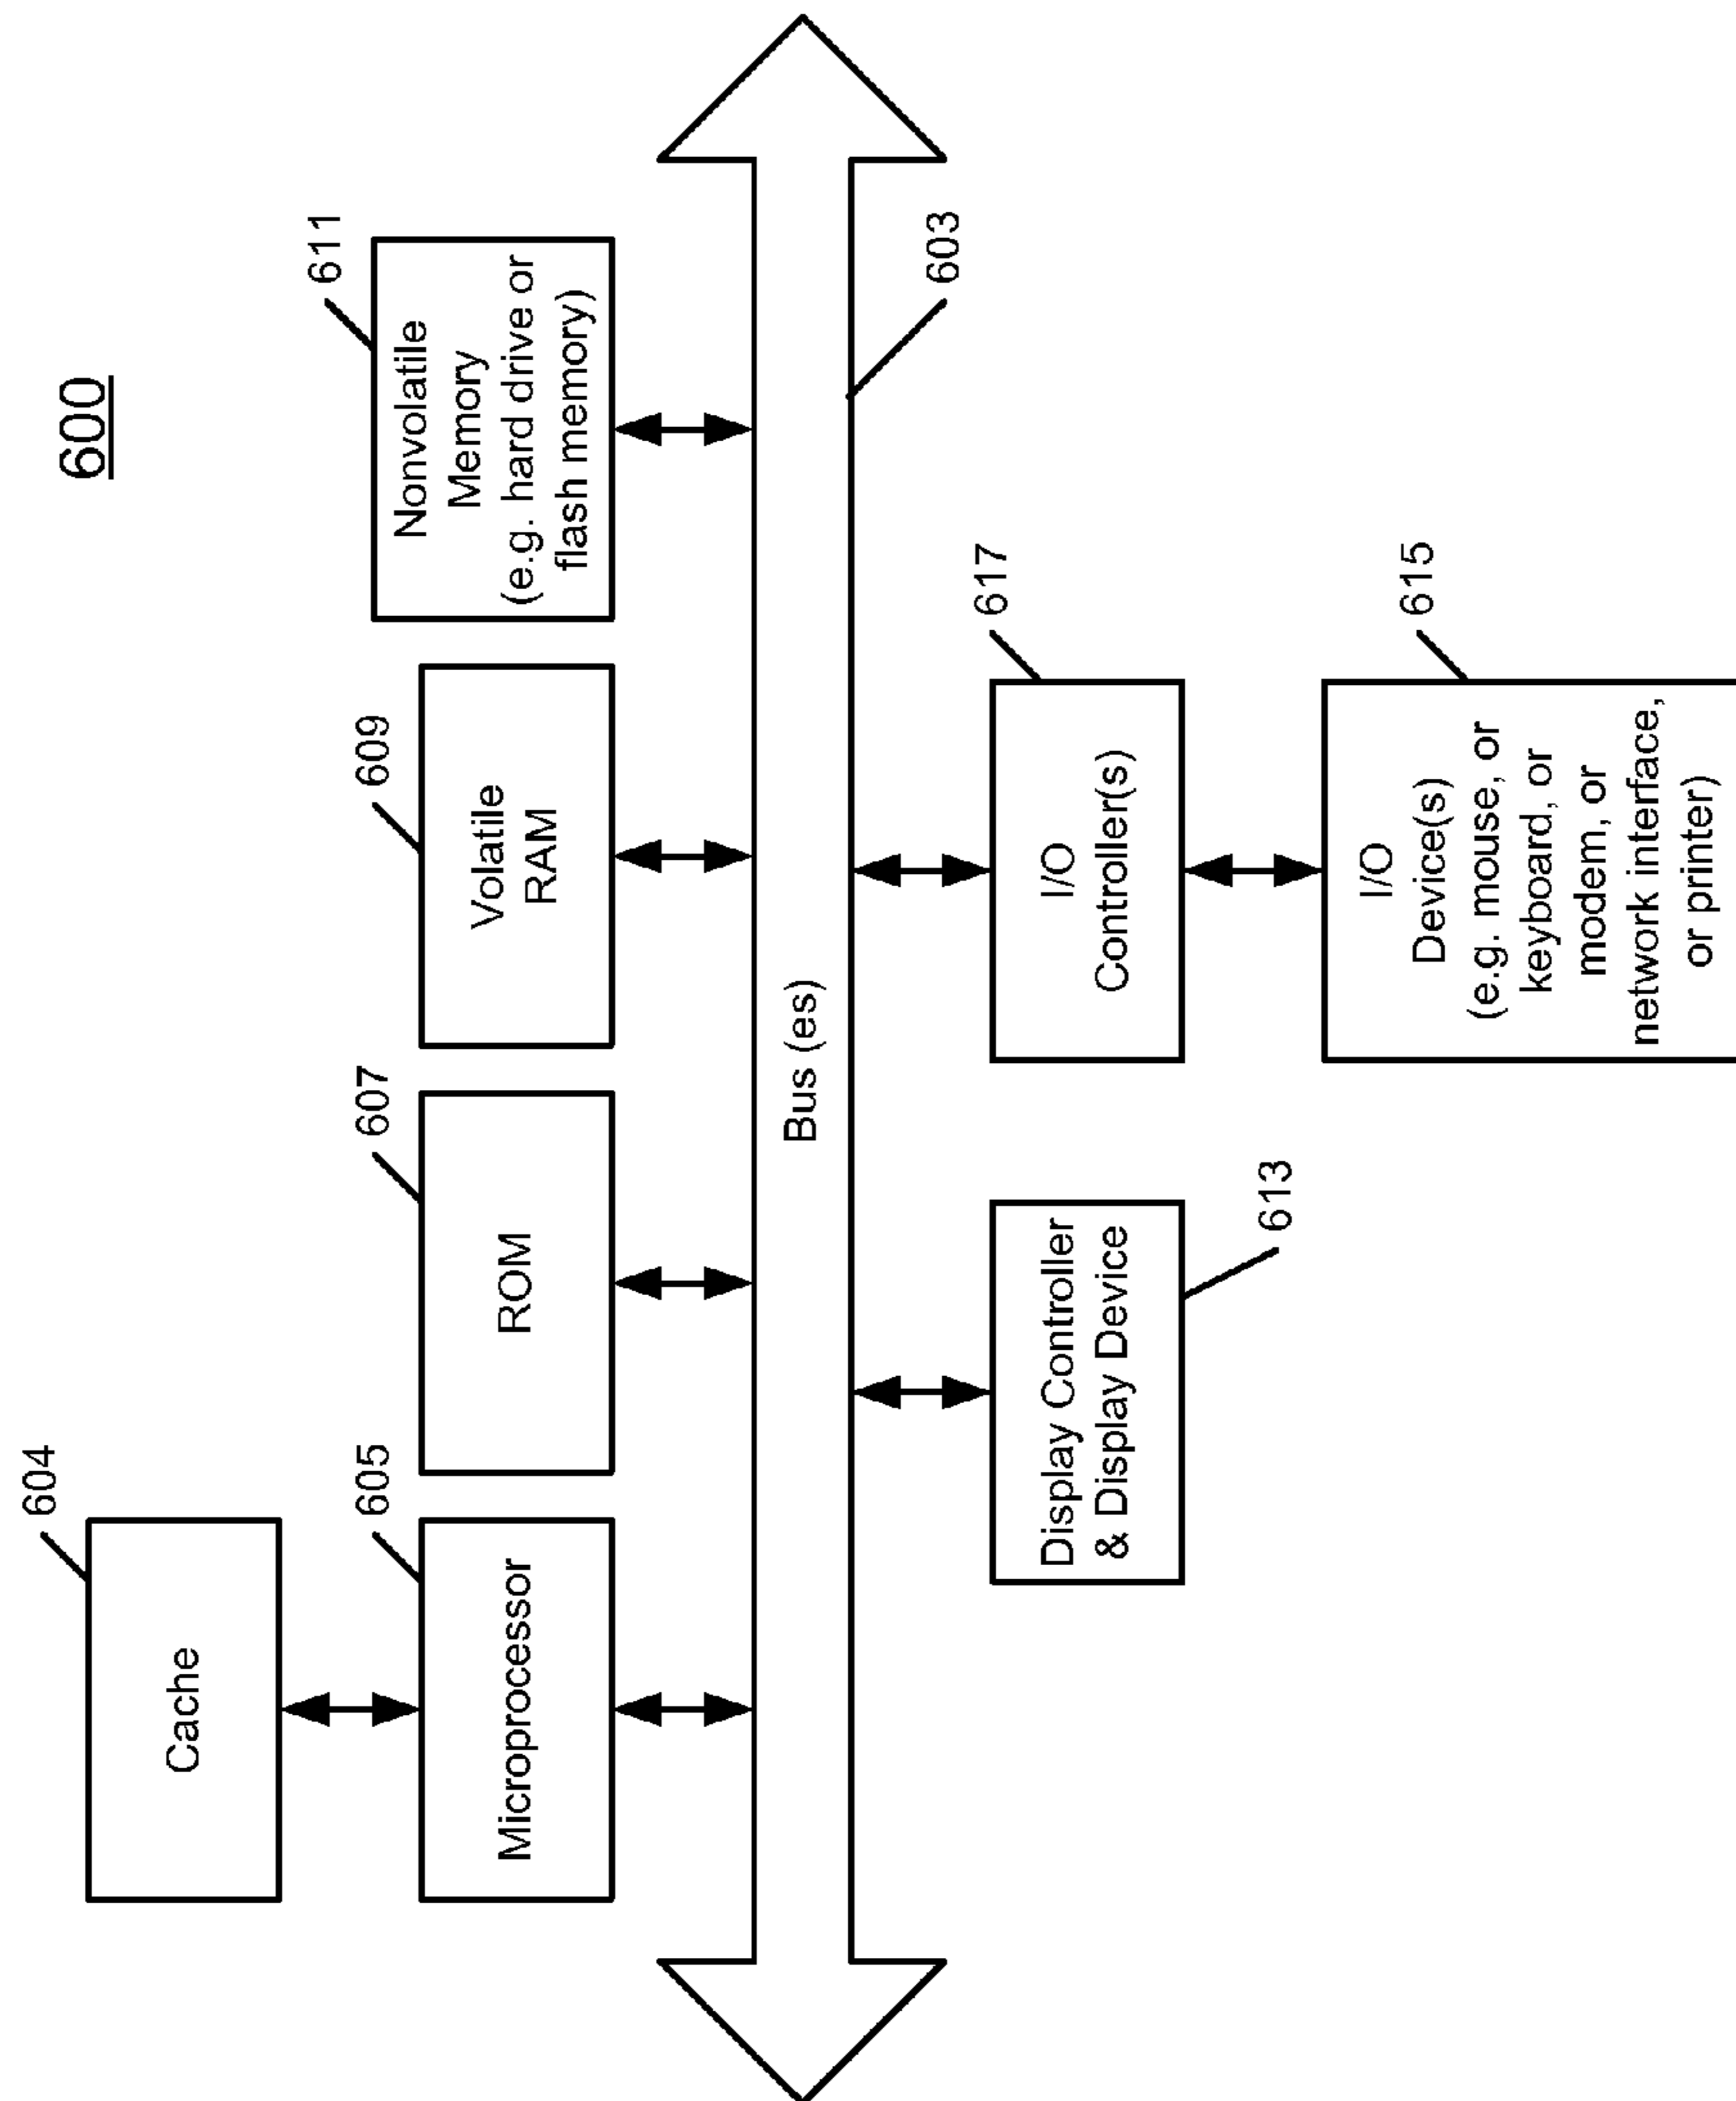 600
604
Cache
605
Microprocessor
607
ROM
609
Volatile
RAM
611
Nonvolatile
Memory
(e.g. hard drive or
flash memory)
Bus (es)
603
Display Controller
& Display Device
613
617
I/O
Controller(s)
615
I/O
Device(s)
(e.g. mouse, or
keyboard, or
modem, or
network interface,
or printer)